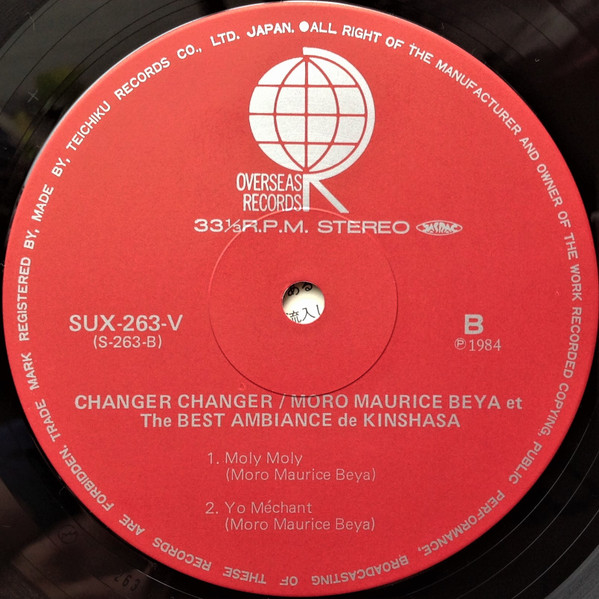 TRADE MARK REGISTERED BY, MADE BY, TEICHIKU RECORDS CO., LTD. JAPAN. ●ALL RIGHT OF THE MANUFACTURER AND OWNER OF THE WORK RECORDED COPYING, PUBLIC PERFORMANCE, BROADCASTING OF THESE RECORDS ARE FORBIDDEN.
OVERSEAS
RECORDS
33⅓R.P.M. STEREO JASRAC
SUX-263-V
(S-263-B)
B
Ⓟ1984
CHANGER CHANGER / MORO MAURICE BEYA et
The BEST AMBIANCE de KINSHASA
1. Moly Moly
(Moro Maurice Beya)
2. Yo Méchant
(Moro Maurice Beya)